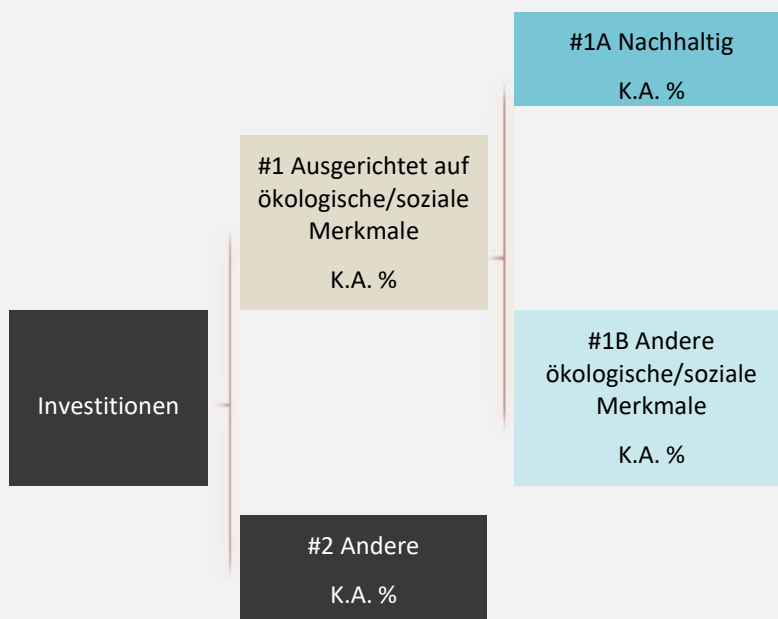 Investitionen
#1 Ausgerichtet auf
ökologische/soziale
Merkmale
K.A. %
#2 Andere
K.A. %
#1A Nachhaltig
K.A. %
#1B Andere
ökologische/soziale
Merkmale
K.A. %